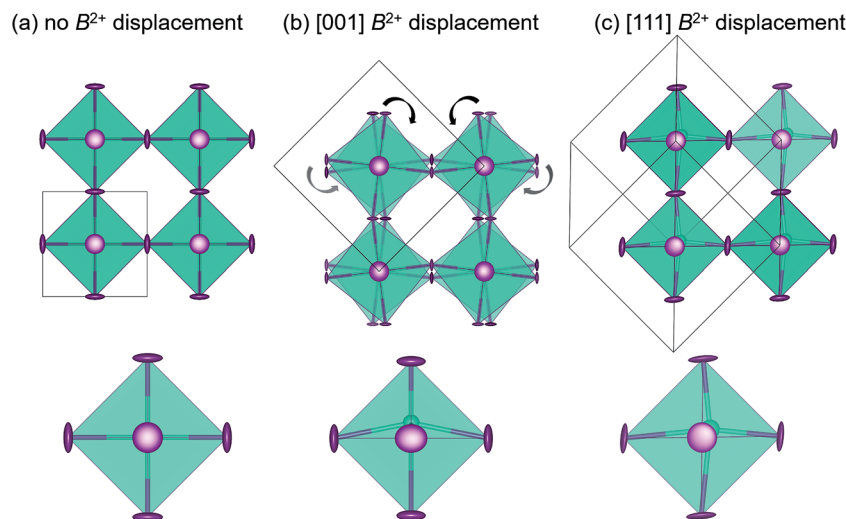 (a) no B²⁺ displacement
(b) [001] B²⁺ displacement
(c) [111] B²⁺ displacement